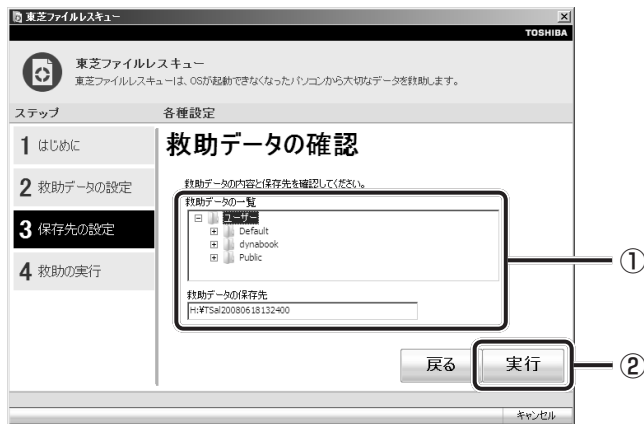 東芝ファイルレスキュー
TOSHIBA
東芝ファイルレスキュー
東芝ファイルレスキューは、OSが起動できなくなったパソコンから大切なデータを救助します。
ステップ
各種設定
1 はじめに
2 救助データの設定
3 保存先の設定
4 救助の実行
救助データの確認
救助データの内容と保存先を確認してください。
救助データの一覧
ユーザー
Default
dynabook
Public
救助データの保存先
H:¥TSal20080618132400
①
戻る
実行
②
キャンセル